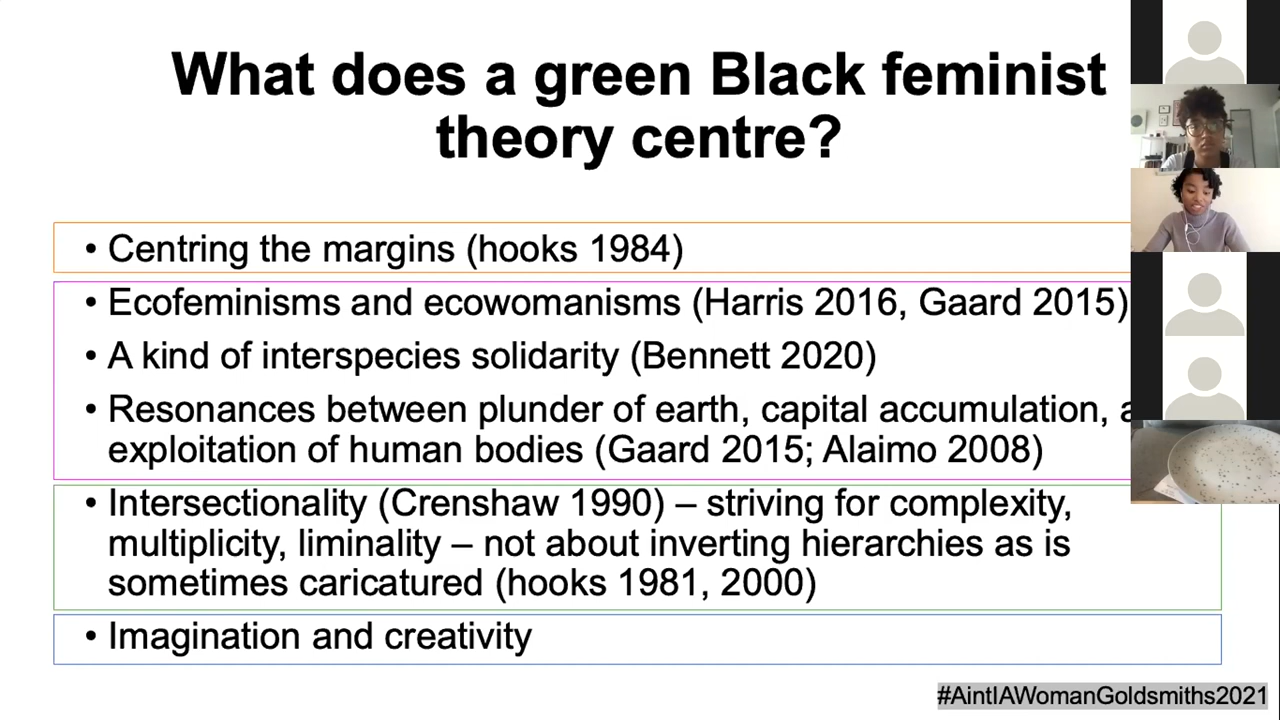 What does a green Black feminist
theory centre?
• Centring the margins (hooks 1984)
• Ecofeminisms and ecowomanisms (Harris 2016, Gaard 2015)
• A kind of interspecies solidarity (Bennett 2020)
• Resonances between plunder of earth, capital accumulation,
exploitation of human bodies (Gaard 2015; Alaimo 2008)
• Intersectionality (Crenshaw 1990) – striving for complexity,
multiplicity, liminality – not about inverting hierarchies as is
sometimes caricatured (hooks 1981, 2000)
• Imagination and creativity
#AintIAWomanGoldsmiths2021